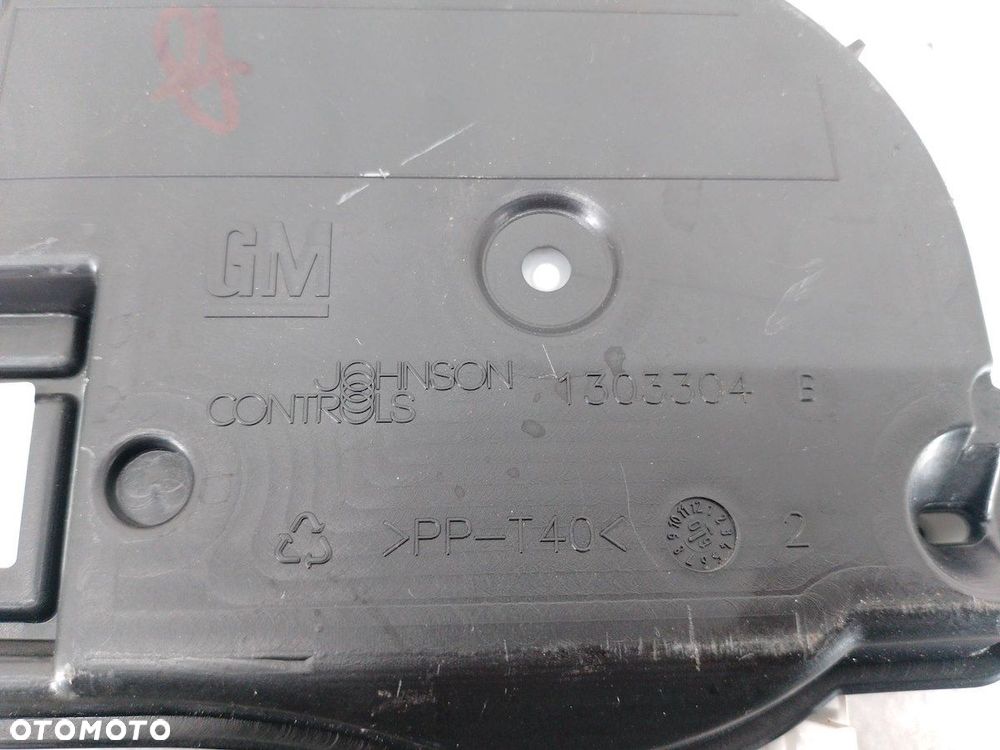 GM
JOHNSON
CONTROLS
1303304 B
>PP-T40<
2
OTOMOTO